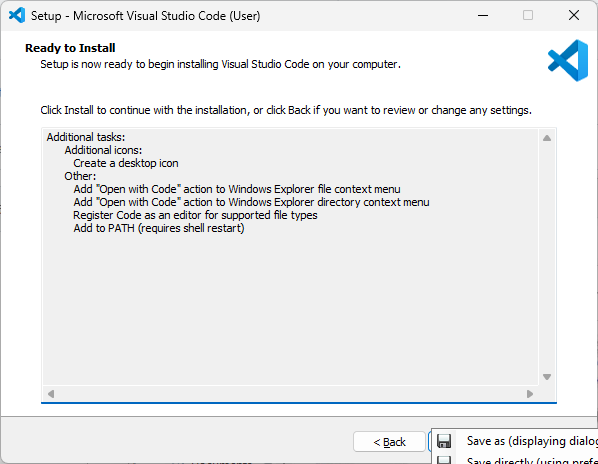 Setup - Microsoft Visual Studio Code (User)
Ready to Install
Setup is now ready to begin installing Visual Studio Code on your computer.
Click Install to continue with the installation, or click Back if you want to review or change any settings.
Additional tasks:
Additional icons:
Create a desktop icon
Other:
Add "Open with Code" action to Windows Explorer file context menu
Add "Open with Code" action to Windows Explorer directory context menu
Register Code as an editor for supported file types
Add to PATH (requires shell restart)
< Back
Save as (displaying dialog
Save directly (using prefe